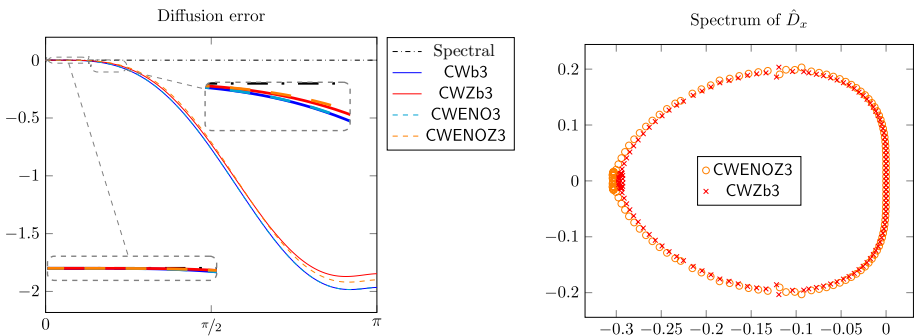 Diffusion error
0
−0.5
−1
−1.5
−2
0
π/2
π
Spectral
CWb3
CWZb3
CWENO3
CWENOZ3
Spectrum of D̂ₓ
0.2
0.1
0
−0.1
−0.2
−0.3 −0.25 −0.2 −0.15 −0.1 −0.05 0
CWENOZ3
CWZb3